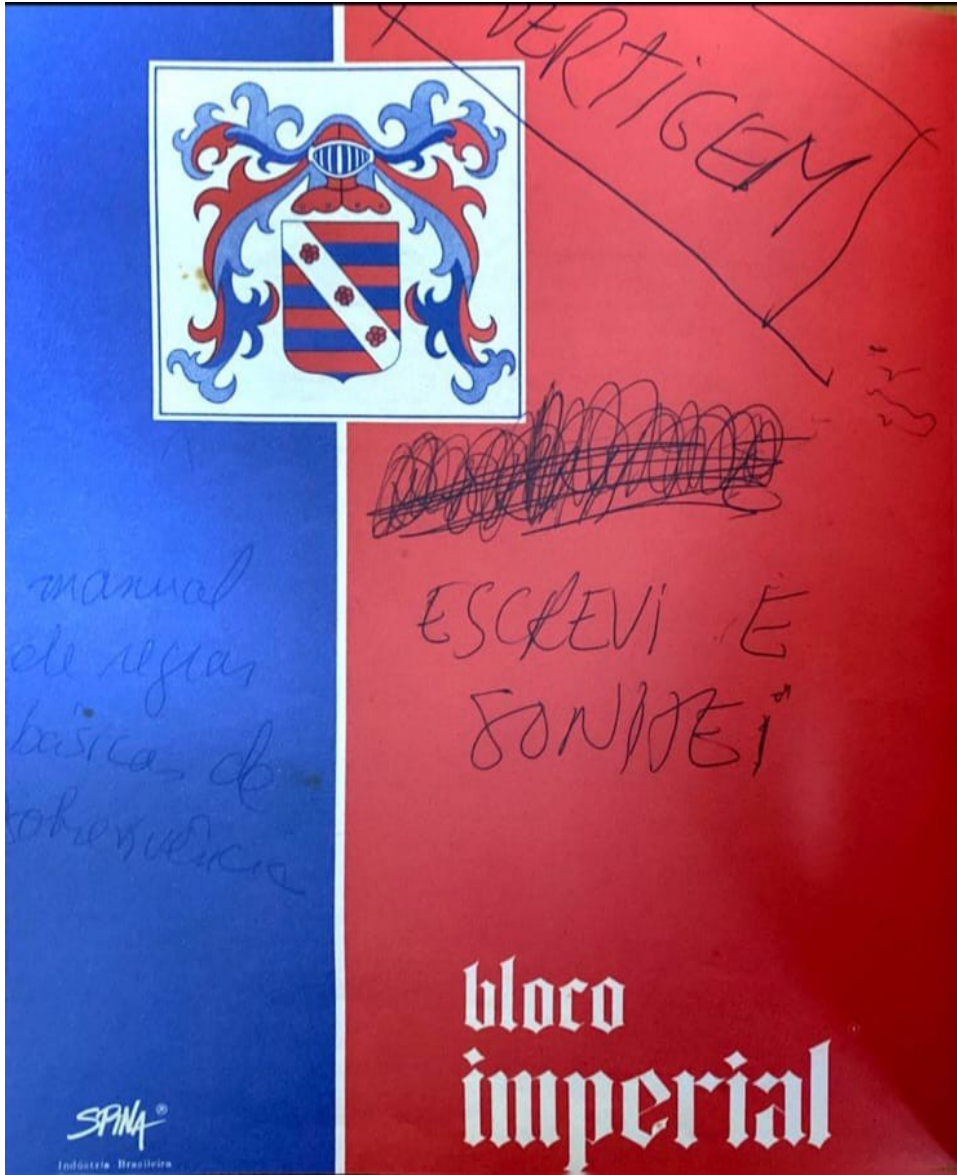 VERTIGEM
ESCREVI E
SONHEI
manual
de regras
básicas de
sobrevivência
bloco
imperial
SPINA®
Indústria Brasileira